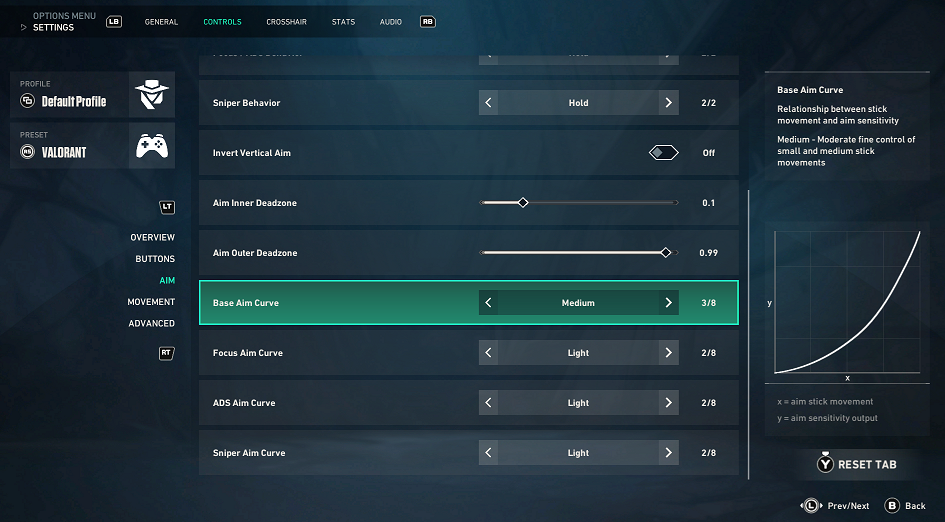 OPTIONS MENU
SETTINGS
LB
GENERAL
CONTROLS
CROSSHAIR
STATS
AUDIO
RB
PROFILE
Default Profile
PRESET
RS
VALORANT
LT
OVERVIEW
BUTTONS
AIM
MOVEMENT
ADVANCED
RT
Sniper Behavior
Hold
2/2
Invert Vertical Aim
Off
Aim Inner Deadzone
0.1
Aim Outer Deadzone
0.99
Base Aim Curve
Medium
3/8
Focus Aim Curve
Light
2/8
ADS Aim Curve
Light
2/8
Sniper Aim Curve
Light
2/8
Base Aim Curve
Relationship between stick
movement and aim sensitivity
Medium - Moderate fine control of
small and medium stick
movements
y
x
x = aim stick movement
y = aim sensitivity output
Y RESET TAB
L Prev/Next
B Back